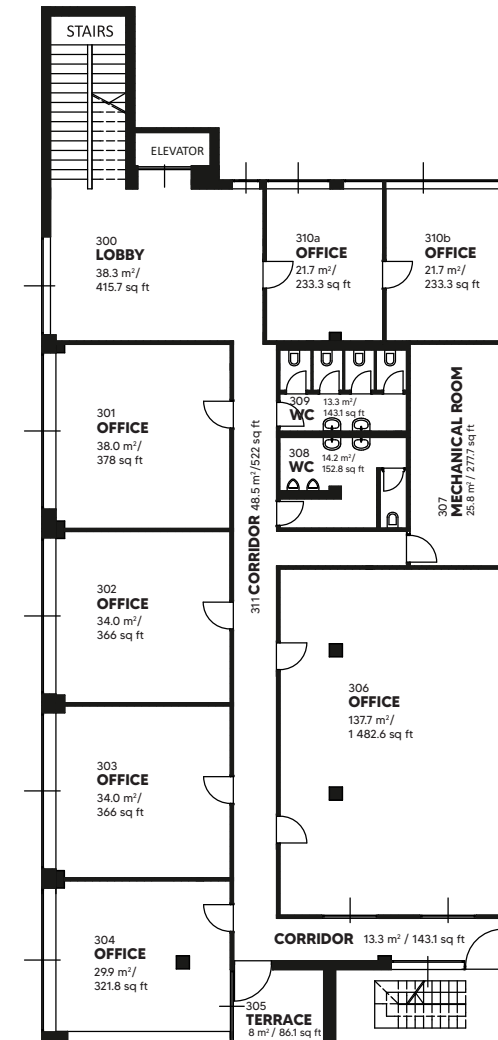 STAIRS
ELEVATOR
300
LOBBY
38.3 m²/
415.7 sq ft
310a
OFFICE
21.7 m²/
233.3 sq ft
310b
OFFICE
21.7 m²/
233.3 sq ft
301
OFFICE
38.0 m²/
378 sq ft
309
WC
13.3 m²/
143.1 sq ft
308
WC
14.2 m²/
152.8 sq ft
307
MECHANICAL ROOM
25.8 m² / 277.7 sq ft
311 CORRIDOR 48.5 m²/522 sq ft
302
OFFICE
34.0 m²/
366 sq ft
306
OFFICE
137.7 m²/
1 482.6 sq ft
303
OFFICE
34.0 m²/
366 sq ft
304
OFFICE
29.9 m²/
321.8 sq ft
CORRIDOR 13.3 m² / 143.1 sq ft
305
TERRACE
8 m² / 86.1 sq ft